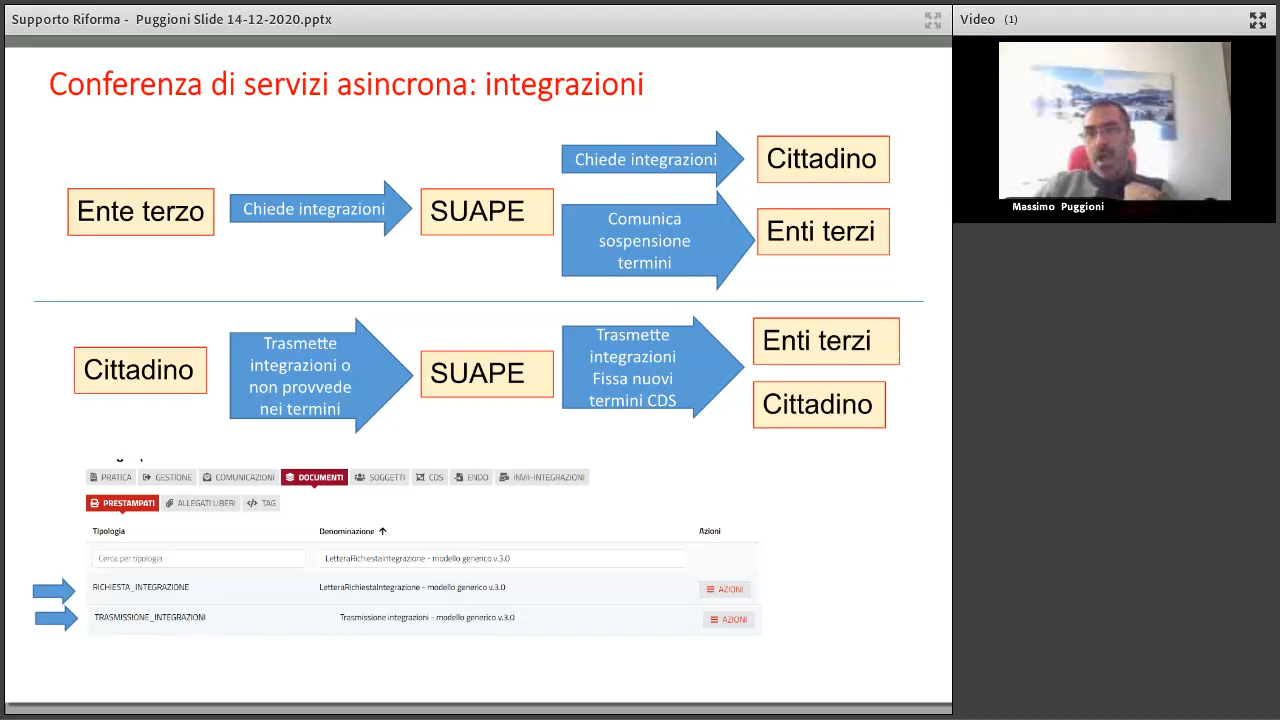 Supporto Riforma - Puggioni Slide 14-12-2020.pptx
Video (1)
Massimo Puggioni
Conferenza di servizi asincrona: integrazioni
Ente terzo
Chiede integrazioni
SUAPE
Chiede integrazioni
Cittadino
Comunica
sospensione
termini
Enti terzi
Cittadino
Trasmette
integrazioni o
non provvede
nei termini
SUAPE
Trasmette
integrazioni
Fissa nuovi
termini CDS
Enti terzi
Cittadino
PRATICA GESTIONE COMUNICAZIONI DOCUMENTI SOGGETTI CDS ENDO INVII-INTEGRAZIONI
PRESTAMPATI ALLEGATI LIBERI TAG
Tipologia Denominazione Azioni
Cerca per tipologia LetteraRichiestaIntegrazione - modello generico v.3.0
RICHIESTA_INTEGRAZIONE LetteraRichiestaIntegrazione - modello generico v.3.0 AZIONI
TRASMISSIONE_INTEGRAZIONI Trasmissione integrazioni - modello generico v.3.0 AZIONI